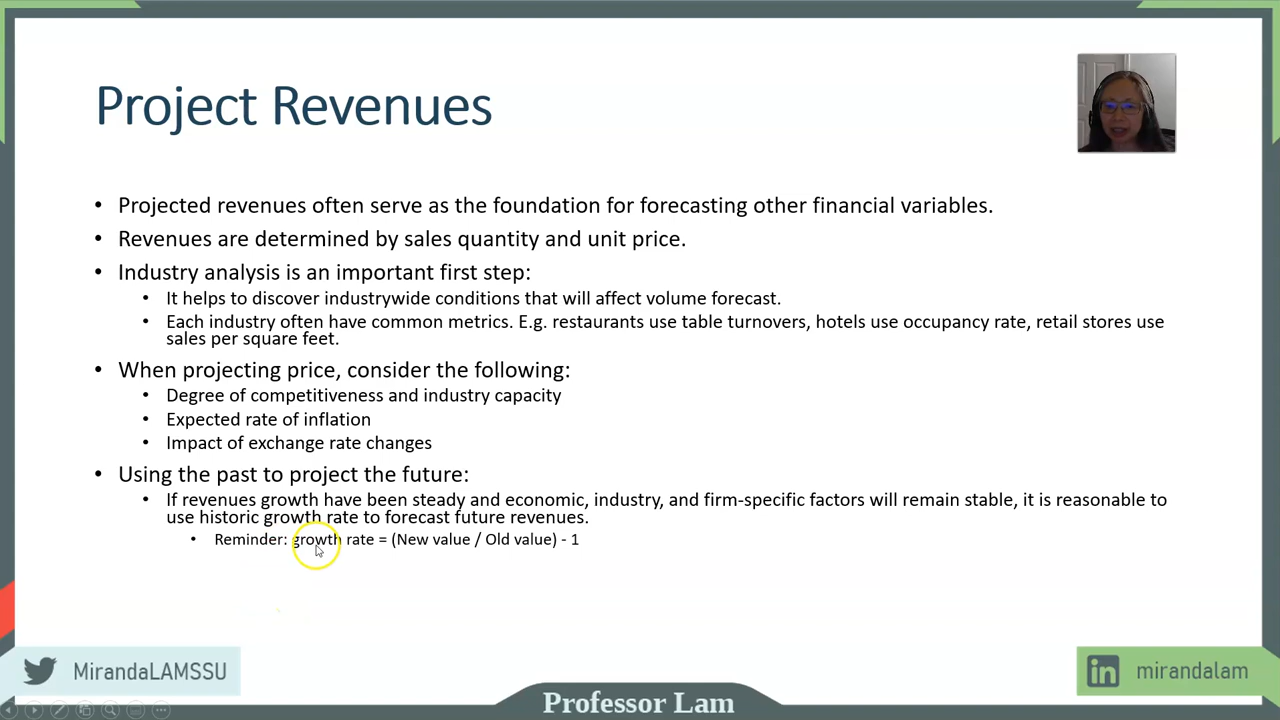 Project Revenues
• Projected revenues often serve as the foundation for forecasting other financial variables.
• Revenues are determined by sales quantity and unit price.
• Industry analysis is an important first step:
• It helps to discover industrywide conditions that will affect volume forecast.
• Each industry often have common metrics. E.g. restaurants use table turnovers, hotels use occupancy rate, retail stores use
sales per square feet.
• When projecting price, consider the following:
• Degree of competitiveness and industry capacity
• Expected rate of inflation
• Impact of exchange rate changes
• Using the past to project the future:
• If revenues growth have been steady and economic, industry, and firm-specific factors will remain stable, it is reasonable to
use historic growth rate to forecast future revenues.
• Reminder: growth rate = (New value / Old value) - 1
MirandaLAMSSU
in mirandalam
Professor Lam